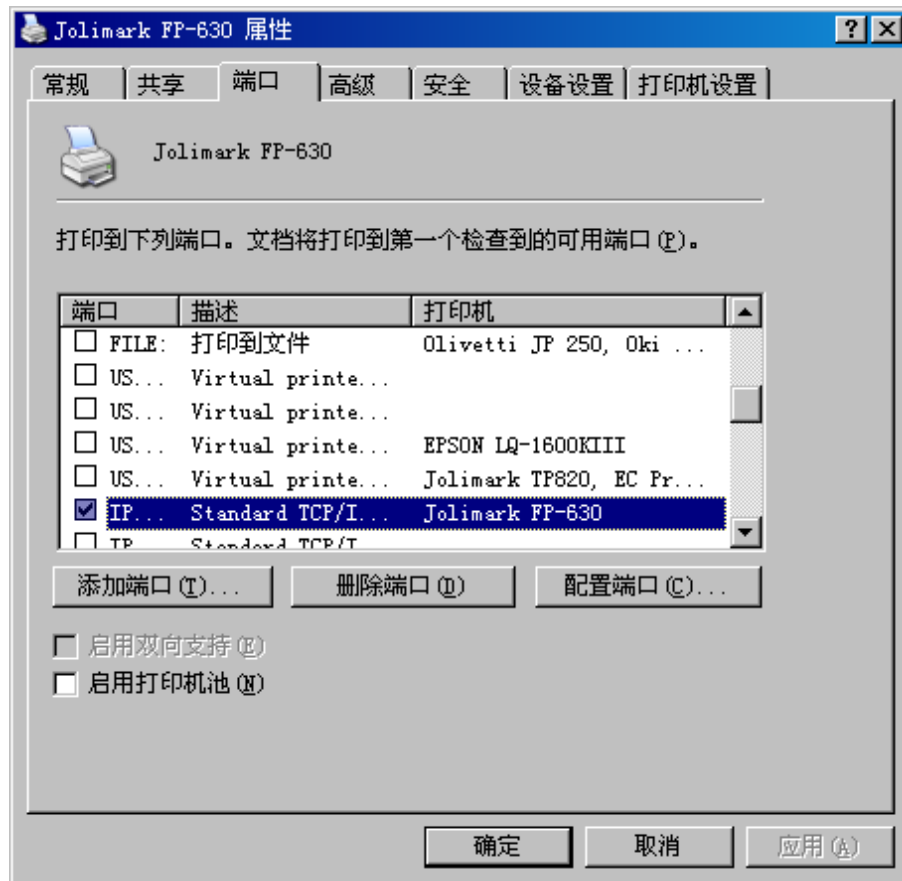 Jolimark FP-630 属性
常规 共享 端口 高级 安全 设备设置 打印机设置
Jolimark FP-630
打印到下列端口。文档将打印到第一个检查到的可用端口(P)。
端口 描述 打印机
FILE: 打印到文件 Olivetti JP 250, Oki ...
US... Virtual printe...
US... Virtual printe...
US... Virtual printe... EPSON LQ-1600KIII
US... Virtual printe... Jolimark TP820, EC Pr...
IP... Standard TCP/I... Jolimark FP-630
IP... Standard TCP/I...
添加端口(T)... 删除端口(D) 配置端口(C)...
启用双向支持(E)
启用打印机池(N)
确定 取消 应用(A)